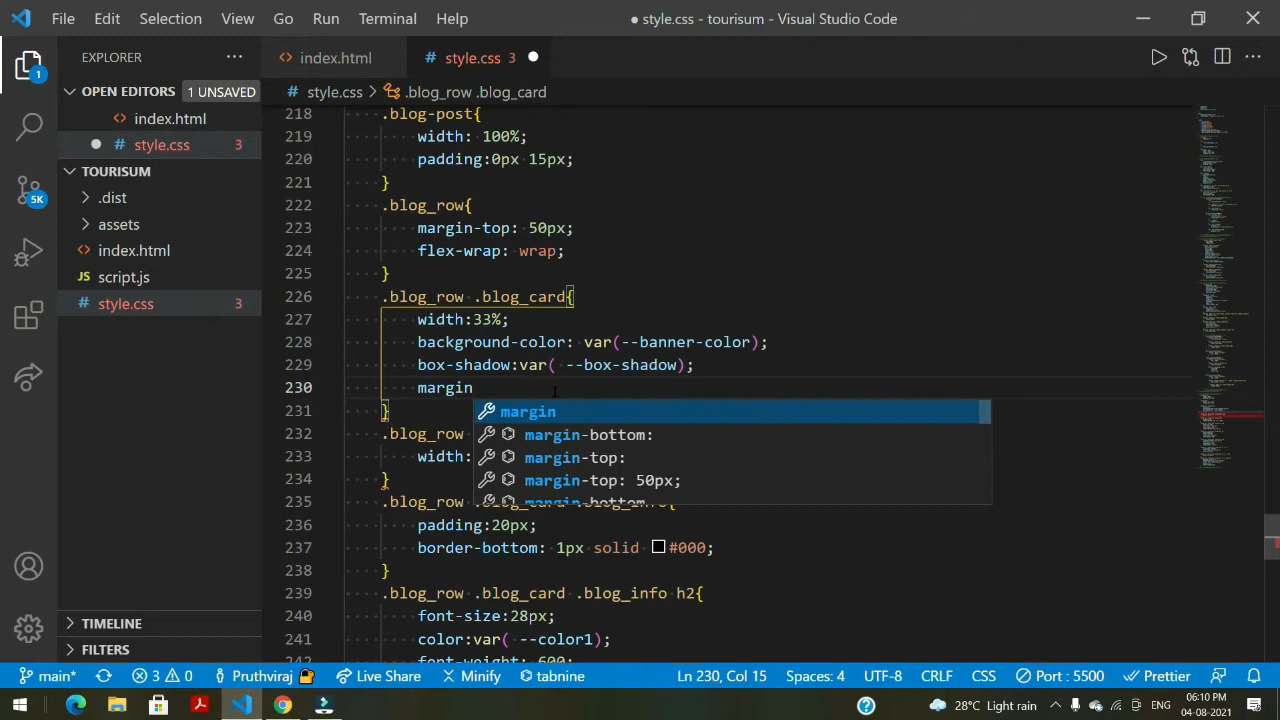 File Edit Selection View Go Run Terminal Help
● style.css - tourisum - Visual Studio Code
EXPLORER
index.html
# style.css 3
OPEN EDITORS 1 UNSAVED
# style.css > .blog_row .blog_card
index.html
# style.css 3
TOURISUM
.dist
assets
index.html
JS script.js
# style.css 3
TIMELINE
FILES
1
5K
218 .blog-post{
219 width: 100%;
220 padding:0px 15px;
221 }
222 .blog_row{
223 margin-top: 50px;
224 flex-wrap: wrap;
225 }
226 .blog_row .blog_card{
227 width:33%;
228 background-color: var(--banner-color);
229 box-shadow:var( --box-shadow);
230 margin
231 }
232 .blog_row
233 width:
234 }
235 .blog_row
236 padding:20px;
237 border-bottom: 1px solid #000;
238 }
239 .blog_row .blog_card .blog_info h2{
240 font-size:28px;
241 color:var( --color1);
242 font-weight: 600;
margin
margin-bottom:
margin-top:
margin-top: 50px;
margin-bottom
main* 3 0 Pruthviraj Live Share Minify tabnine Ln 230, Col 15 Spaces: 4 UTF-8 CRLF CSS Port : 5500 Prettier
28°C Light rain ENG 06:10 PM
04-08-2021